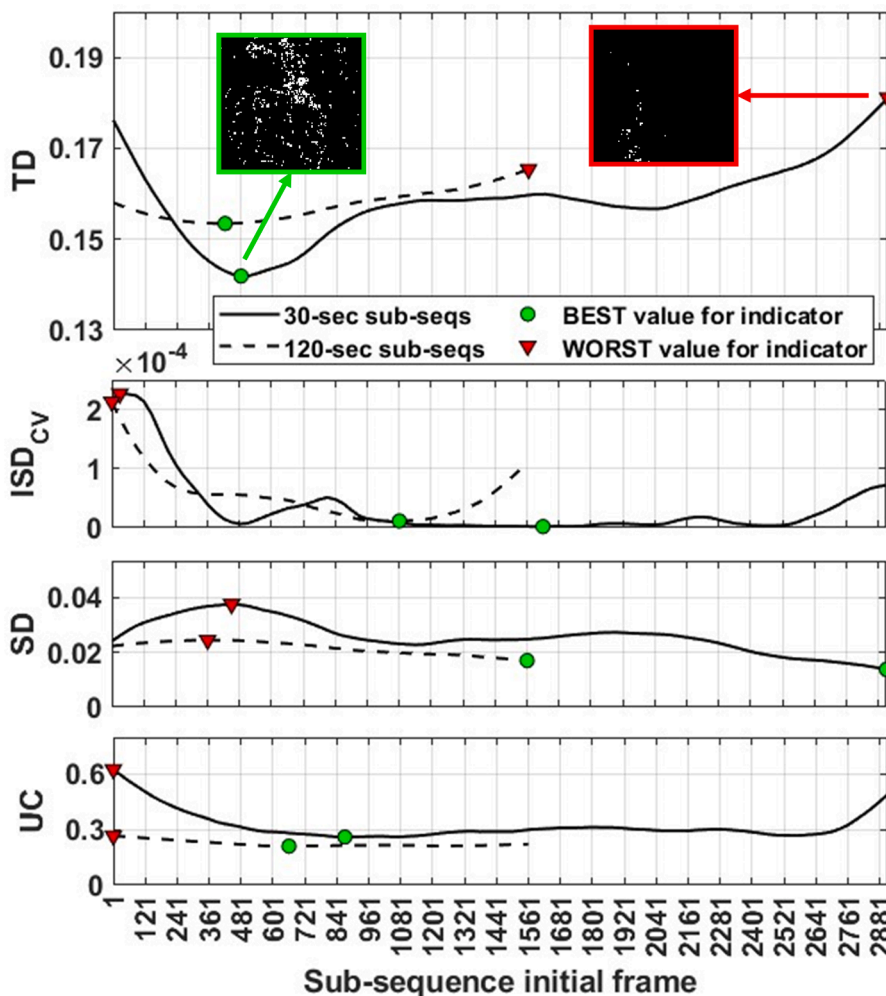 0.19
0.17
0.15
0.13
TD
30-sec sub-seqs
BEST value for indicator
120-sec sub-seqs
WORST value for indicator
×10⁻⁴
2
1
0
ISD_CV
0.04
0.02
0
SD
0.6
0.3
0
UC
1 121 241 361 481 601 721 841 961 1081 1201 1321 1441 1561 1681 1801 1921 2041 2161 2281 2401 2521 2641 2761 2881
Sub-sequence initial frame